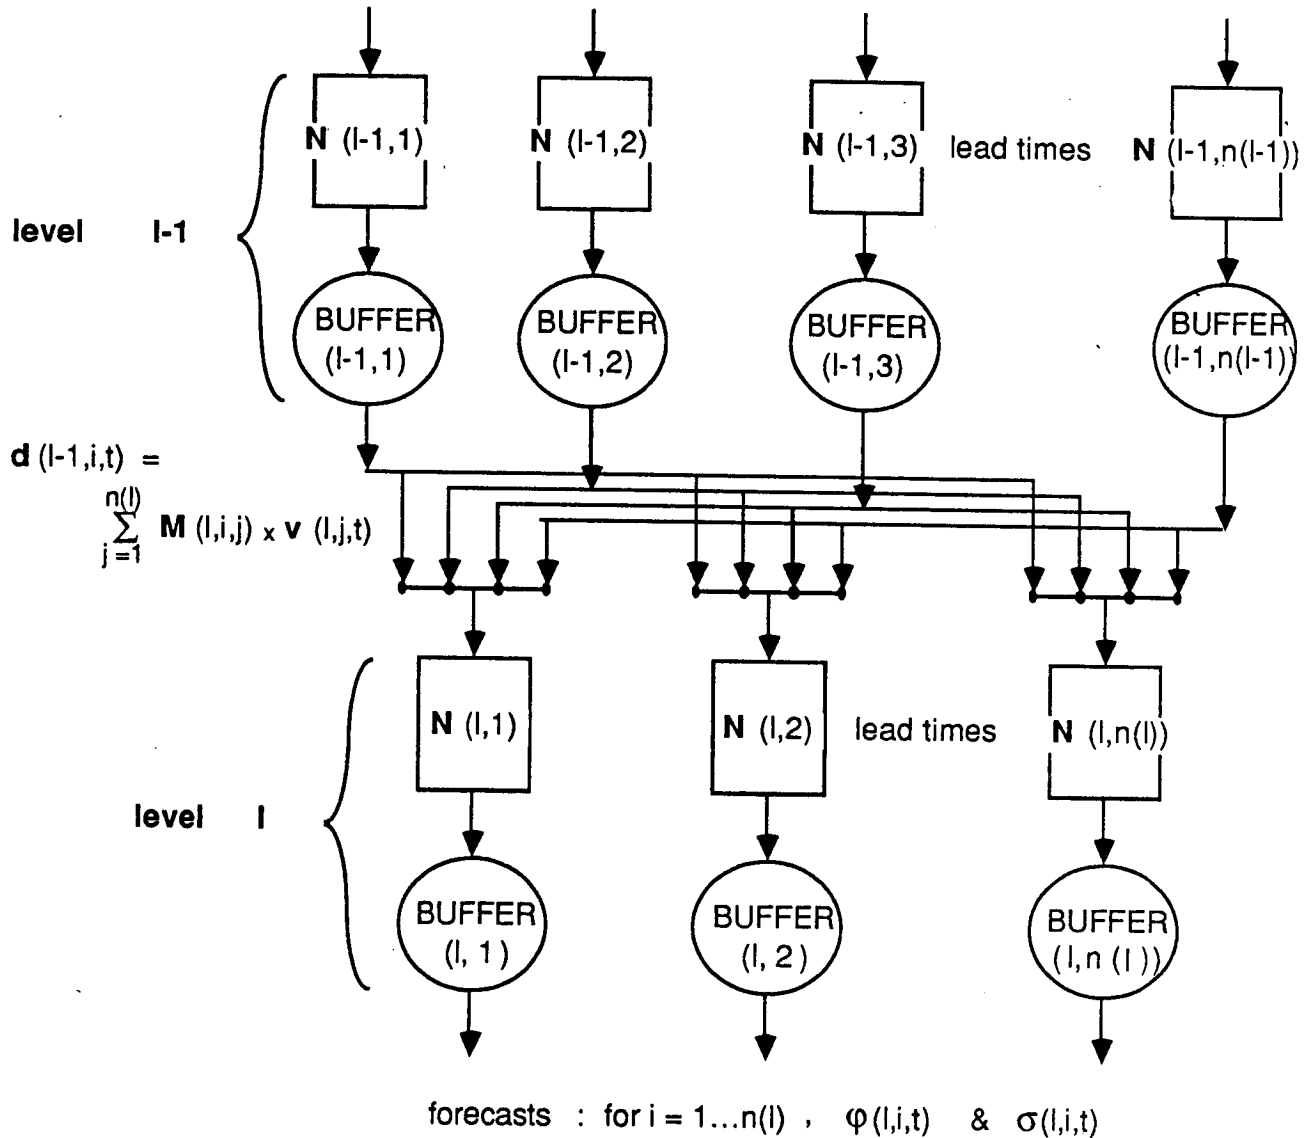 N (l-1,1) N (l-1,2) N (l-1,3) lead times N (l-1,n(l-1))
level l-1
BUFFER (l-1,1)
BUFFER (l-1,2)
BUFFER (l-1,3)
BUFFER (l-1,n(l-1))
d (l-1,i,t) =
n(l)
∑ M (l,i,j) x v (l,j,t)
j =1
N (l,1) N (l,2) lead times N (l,n(l))
level l
BUFFER (l, 1)
BUFFER (l, 2)
BUFFER (l,n (l))
forecasts : for i = 1...n(l) , φ(l,i,t) & σ(l,i,t)